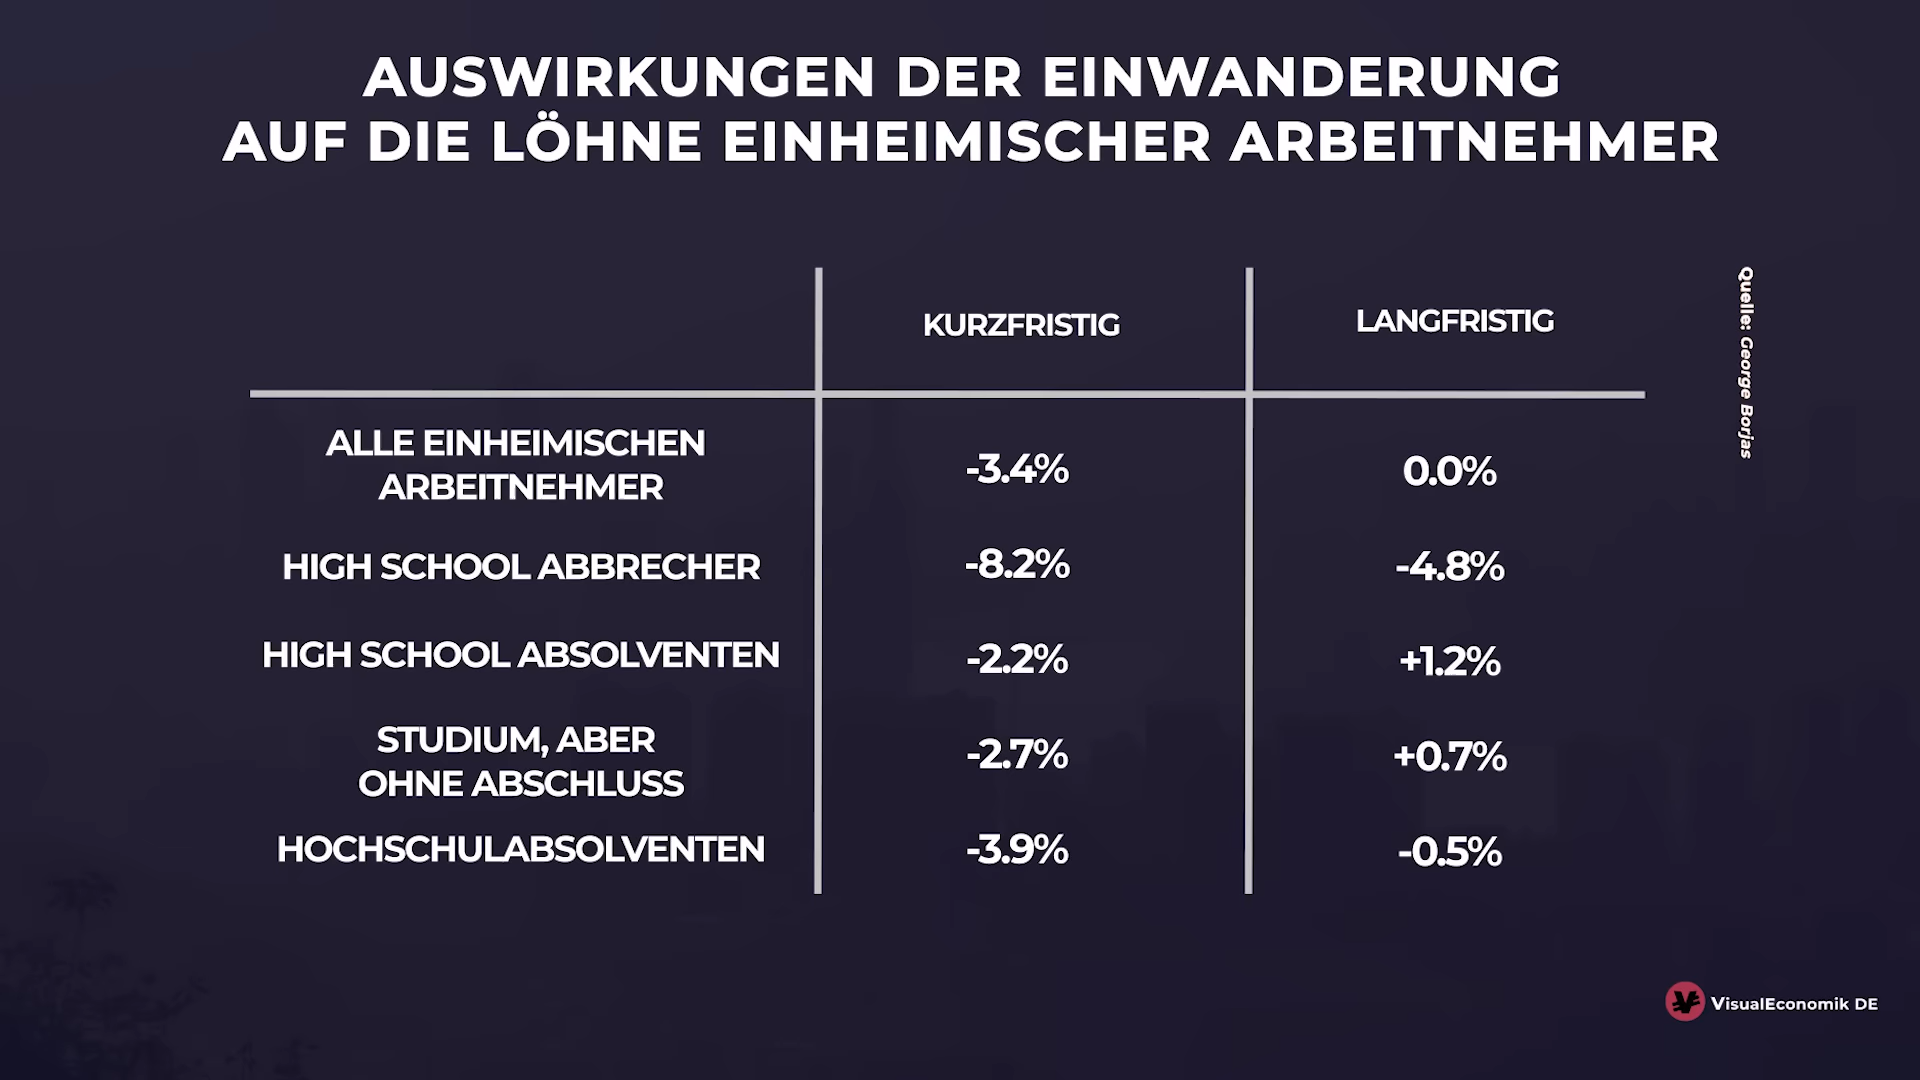 AUSWIRKUNGEN DER EINWANDERUNG
AUF DIE LÖHNE EINHEIMISCHER ARBEITNEHMER
KURZFRISTIG
LANGFRISTIG
Quelle: George Borjas
ALLE EINHEIMISCHEN
ARBEITNEHMER
-3.4%
0.0%
HIGH SCHOOL ABBRECHER
-8.2%
-4.8%
HIGH SCHOOL ABSOLVENTEN
-2.2%
+1.2%
STUDIUM, ABER
OHNE ABSCHLUSS
-2.7%
+0.7%
HOCHSCHULABSOLVENTEN
-3.9%
-0.5%
VisualEconomik DE